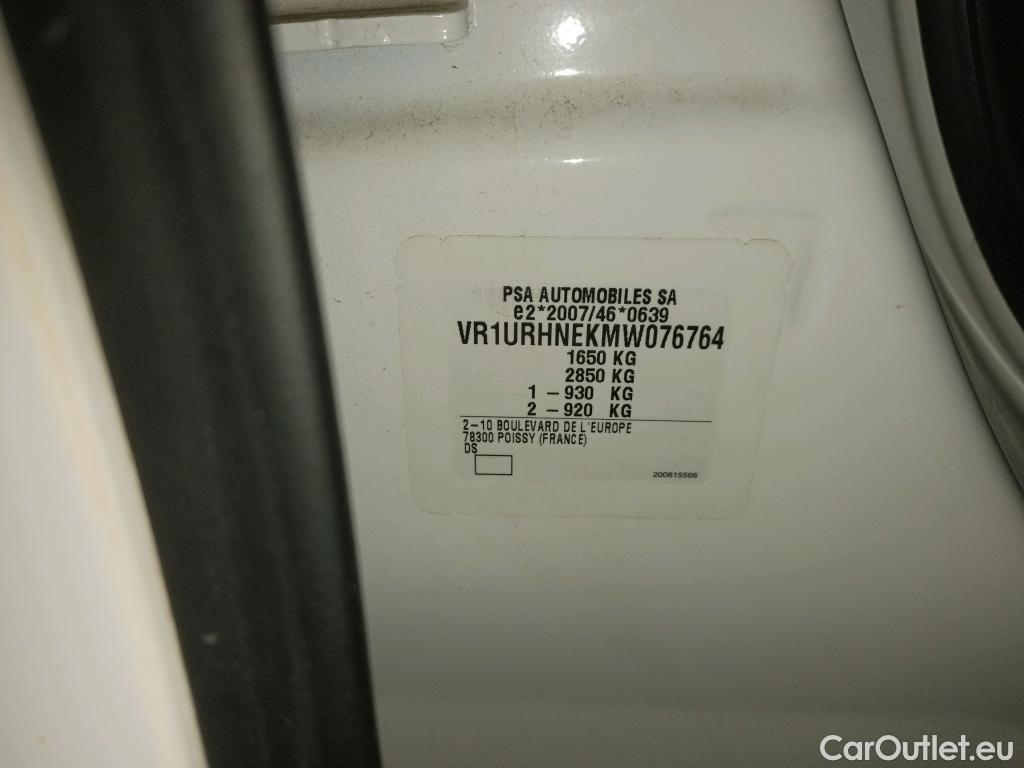 PSA AUTOMOBILES SA
e2*2007/46*0639
VR1URHNEKMW076764
1650 KG
2850 KG
1 – 930 KG
2 – 920 KG
2–10 BOULEVARD DE L'EUROPE
78300 POISSY (FRANCE)
DS
200615566
CarOutlet.eu